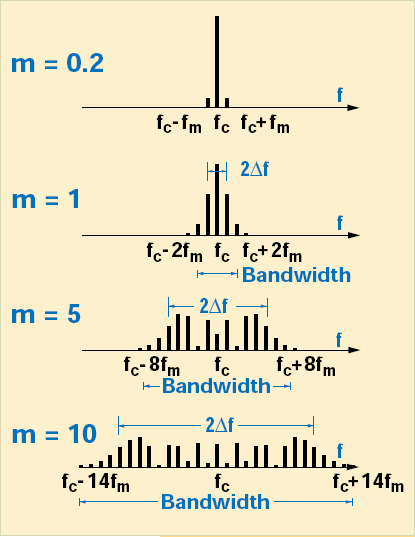 m = 0.2
f
fc-fm fc fc+fm
2Δf
m = 1
f
fc-2fm fc fc+2fm
Bandwidth
2Δf
m = 5
f
fc-8fm fc fc+8fm
Bandwidth
2Δf
m = 10
f
fc-14fm fc fc+14fm
Bandwidth